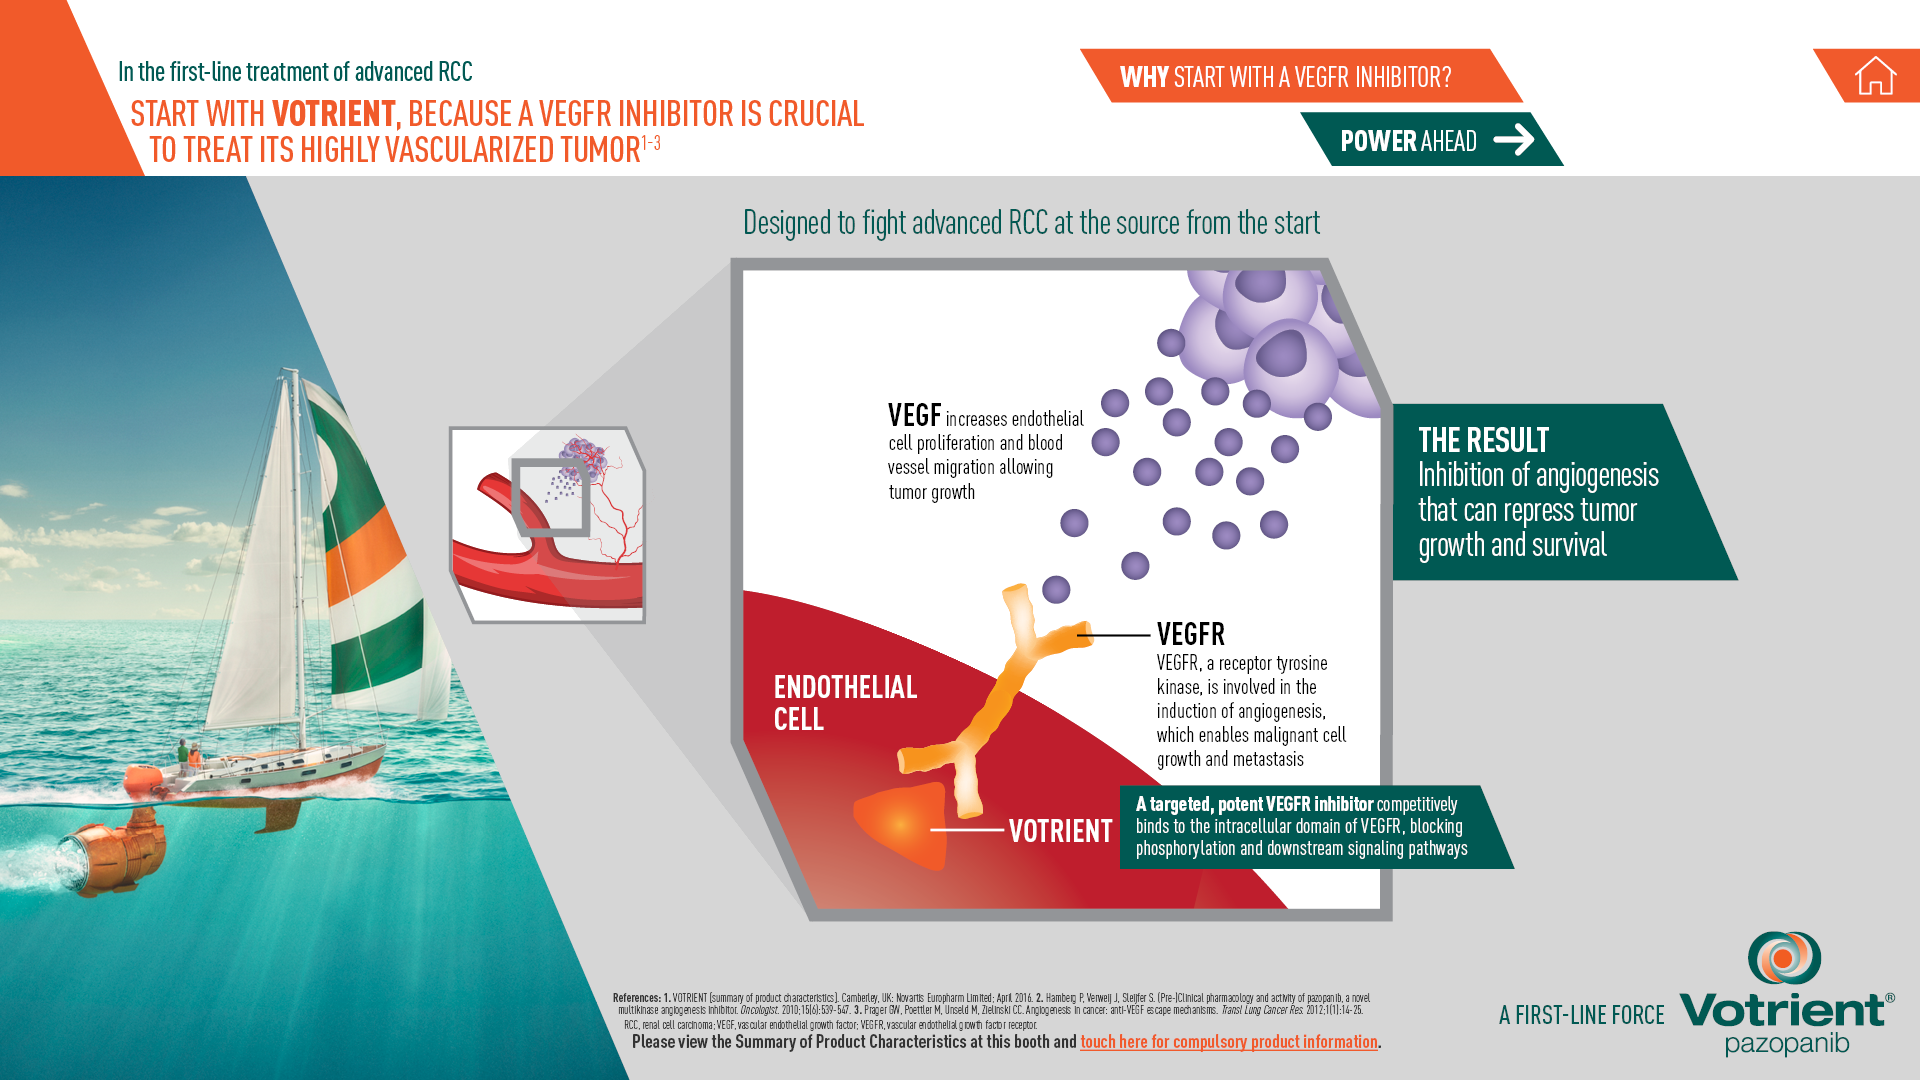 In the first-line treatment of advanced RCC
START WITH VOTRIENT, BECAUSE A VEGFR INHIBITOR IS CRUCIAL
TO TREAT ITS HIGHLY VASCULARIZED TUMOR1-3
WHY START WITH A VEGFR INHIBITOR?
POWER AHEAD
Designed to fight advanced RCC at the source from the start
VEGF increases endothelial
cell proliferation and blood
vessel migration allowing
tumor growth
THE RESULT
Inhibition of angiogenesis
that can repress tumor
growth and survival
VEGFR
VEGFR, a receptor tyrosine
kinase, is involved in the
induction of angiogenesis,
which enables malignant cell
growth and metastasis
ENDOTHELIAL
CELL
VOTRIENT
A targeted, potent VEGFR inhibitor competitively
binds to the intracellular domain of VEGFR, blocking
phosphorylation and downstream signaling pathways
References: 1. VOTRIENT [summary of product characteristics]. Camberley, UK: Novartis Europharm Limited; April 2016. 2. Hamberg P, Verweij J, Sleijfer S. (Pre-)Clinical pharmacology and activity of pazopanib, a novel
multikinase angiogenesis inhibitor. Oncologist. 2010;15(6):539-547. 3. Prager GW, Poettler M, Unseld M, Zielinski CC. Angiogenesis in cancer: anti-VEGF escape mechanisms. Transl Lung Cancer Res. 2012;1(1):14-25.
RCC, renal cell carcinoma; VEGF, vascular endothelial growth factor; VEGFR, vascular endothelial growth factor receptor.
Please view the Summary of Product Characteristics at this booth and touch here for compulsory product information.
A FIRST-LINE FORCE
Votrient®
pazopanib